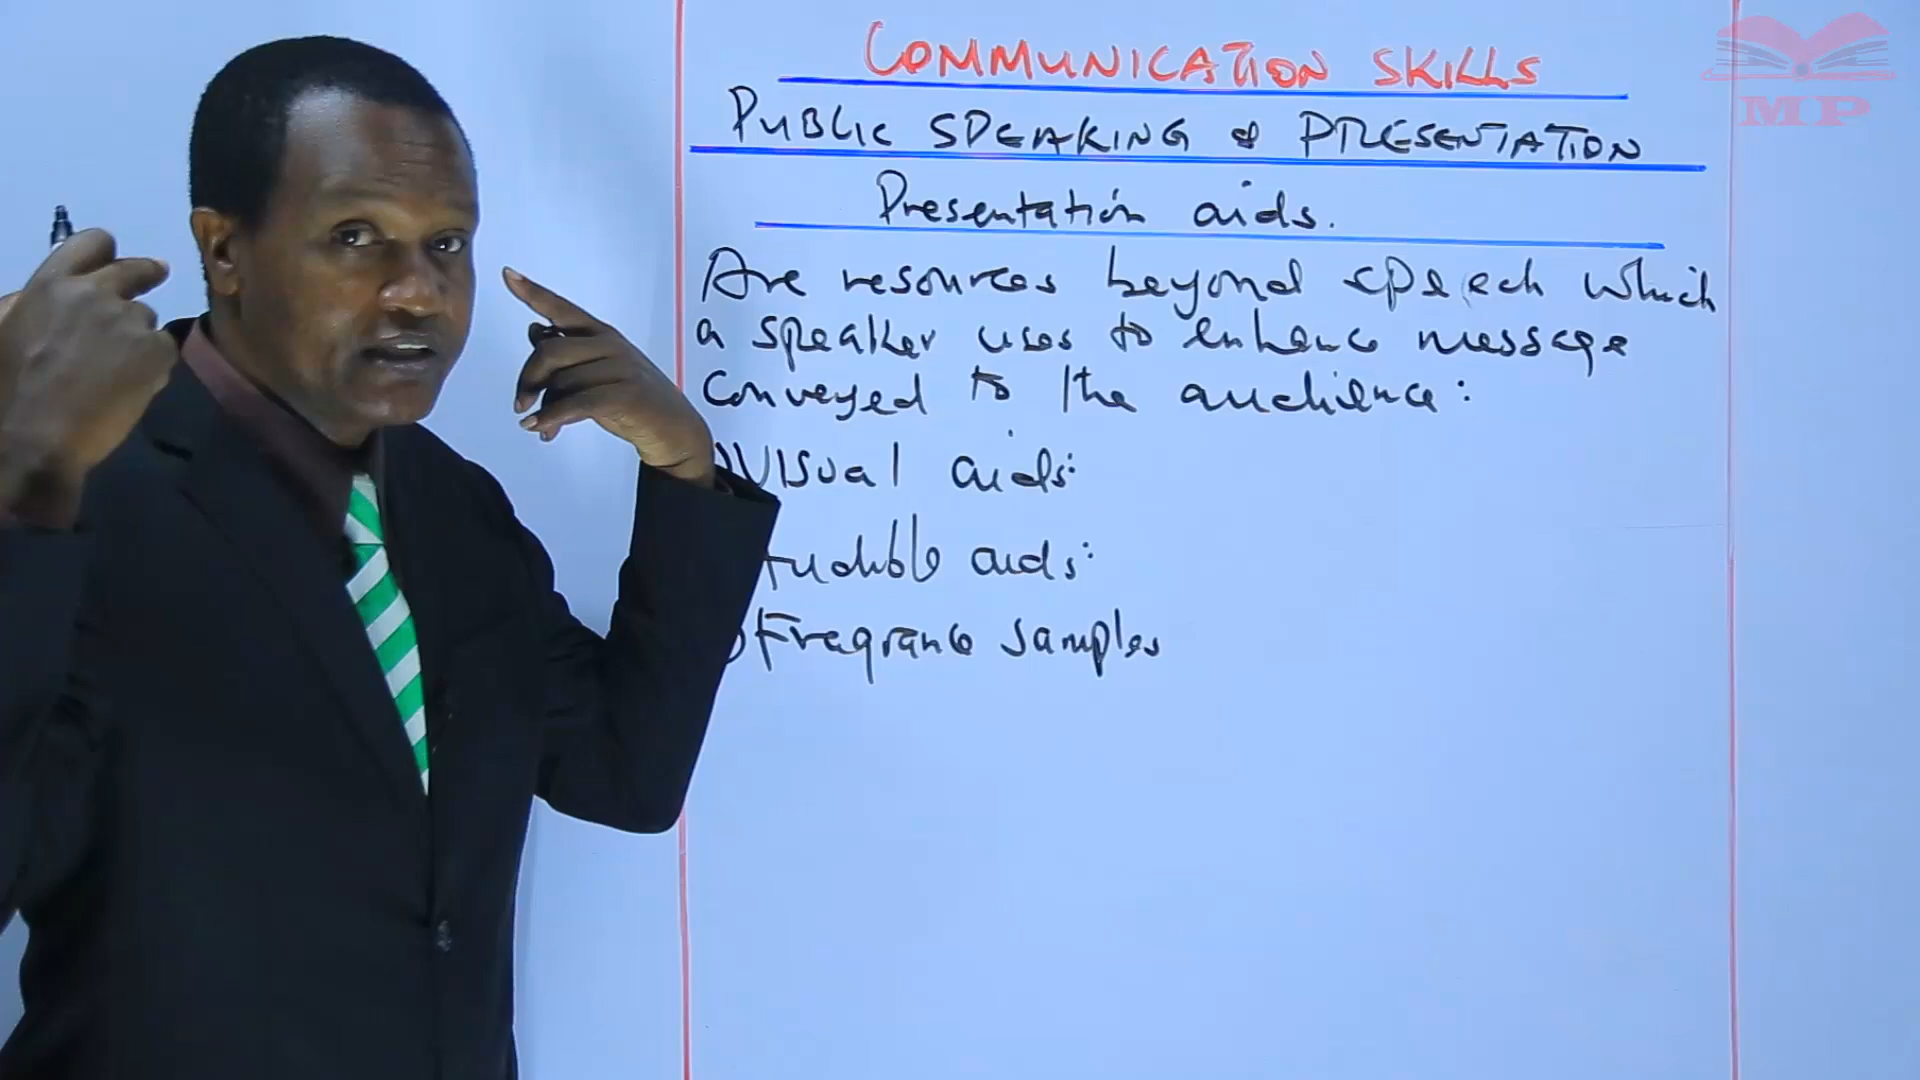 COMMUNICATION SKILLS
MP
PUBLIC SPEAKING & PRESENTATION
Presentation aids.
Are resources beyond speech which
a speaker uses to enhance message
conveyed to the audience:
Visual aids:
Audible aids:
Fragrance samples